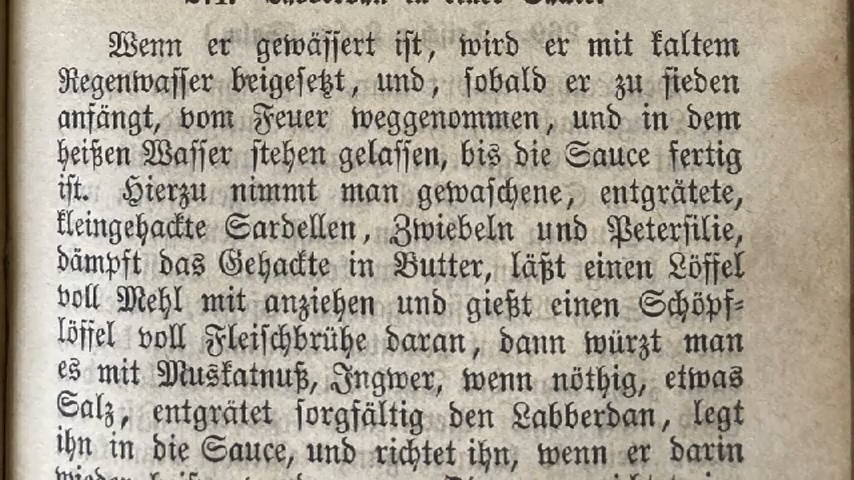 Wenn er gewässert ist, wird er mit kaltem
Regenwasser beigesetzt, und, sobald er zu sieden
anfängt, vom Feuer weggenommen, und in dem
heißen Wasser stehen gelassen, bis die Sauce fertig
ist. Hierzu nimmt man gewaschene, entgrätete,
kleingehackte Sardellen, Zwiebeln und Petersilie,
dämpft das Gehackte in Butter, läßt einen Löffel
voll Mehl mit anziehen und gießt einen Schöpf-
löffel voll Fleischbrühe daran, dann würzt man
es mit Muskatnuß, Ingwer, wenn nöthig, etwas
Salz, entgrätet sorgfältig den Labberdan, legt
ihn in die Sauce, und richtet ihn, wenn er darin